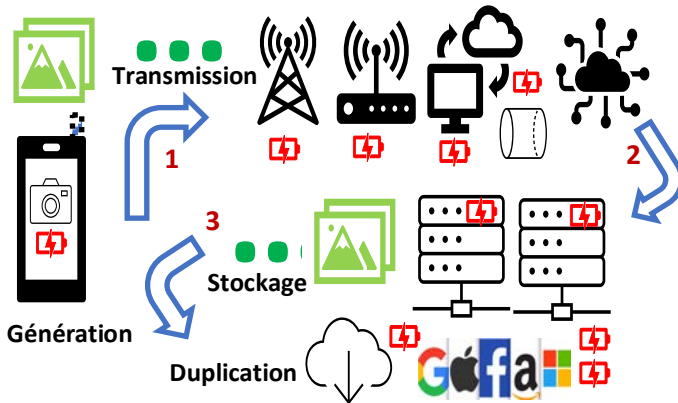 Transmission
1
2
3
Stockage
Génération
Duplication
G f a